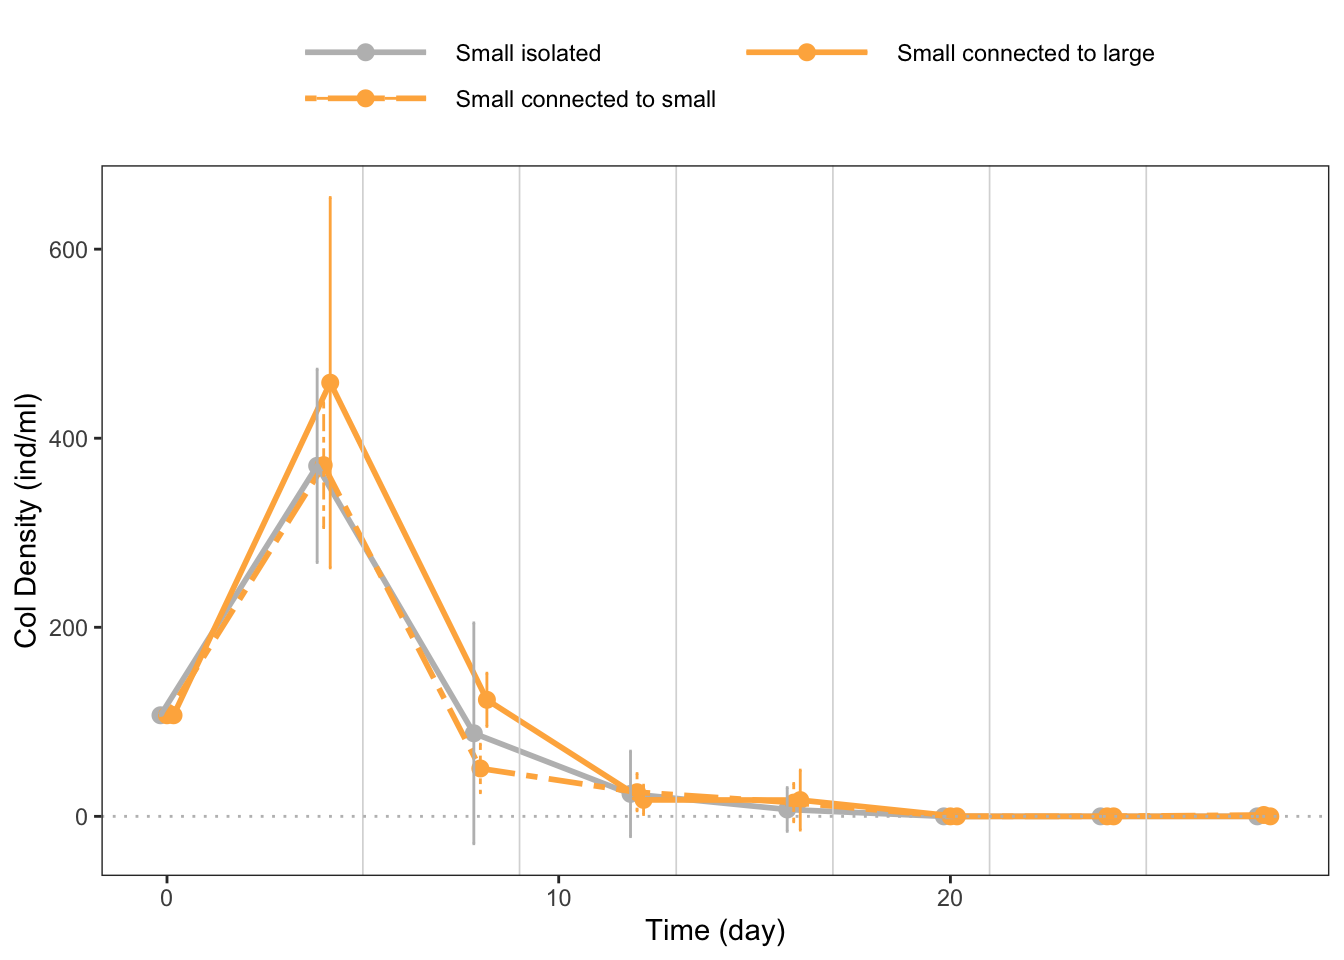 Small isolated
Small connected to large
Small connected to small
Col Density (ind/ml)
600
400
200
0
0
10
20
Time (day)